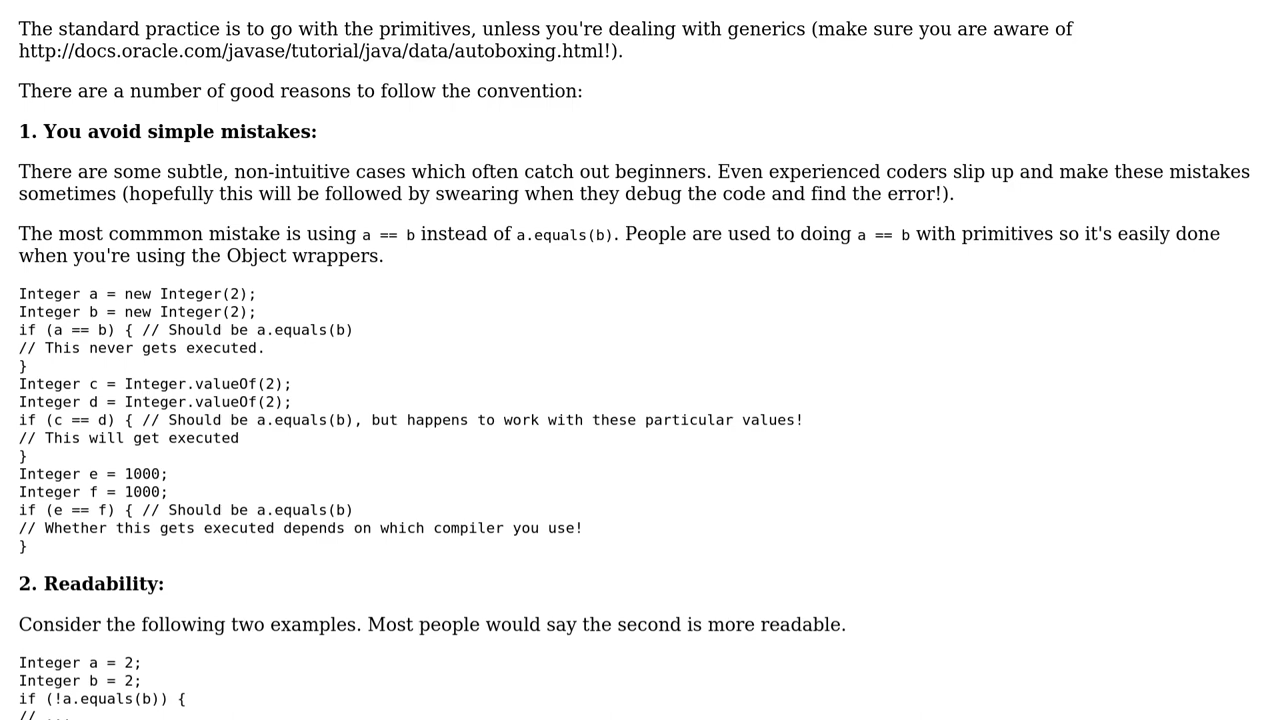 The standard practice is to go with the primitives, unless you're dealing with generics (make sure you are aware of
http://docs.oracle.com/javase/tutorial/java/data/autoboxing.html!).
There are a number of good reasons to follow the convention:
1. You avoid simple mistakes:
There are some subtle, non-intuitive cases which often catch out beginners. Even experienced coders slip up and make these mistakes
sometimes (hopefully this will be followed by swearing when they debug the code and find the error!).
The most commmon mistake is using a == b instead of a.equals(b). People are used to doing a == b with primitives so it's easily done
when you're using the Object wrappers.
Integer a = new Integer(2);
Integer b = new Integer(2);
if (a == b) { // Should be a.equals(b)
// This never gets executed.
}
Integer c = Integer.valueOf(2);
Integer d = Integer.valueOf(2);
if (c == d) { // Should be a.equals(b), but happens to work with these particular values!
// This will get executed
}
Integer e = 1000;
Integer f = 1000;
if (e == f) { // Should be a.equals(b)
// Whether this gets executed depends on which compiler you use!
}
2. Readability:
Consider the following two examples. Most people would say the second is more readable.
Integer a = 2;
Integer b = 2;
if (!a.equals(b)) {
// ...